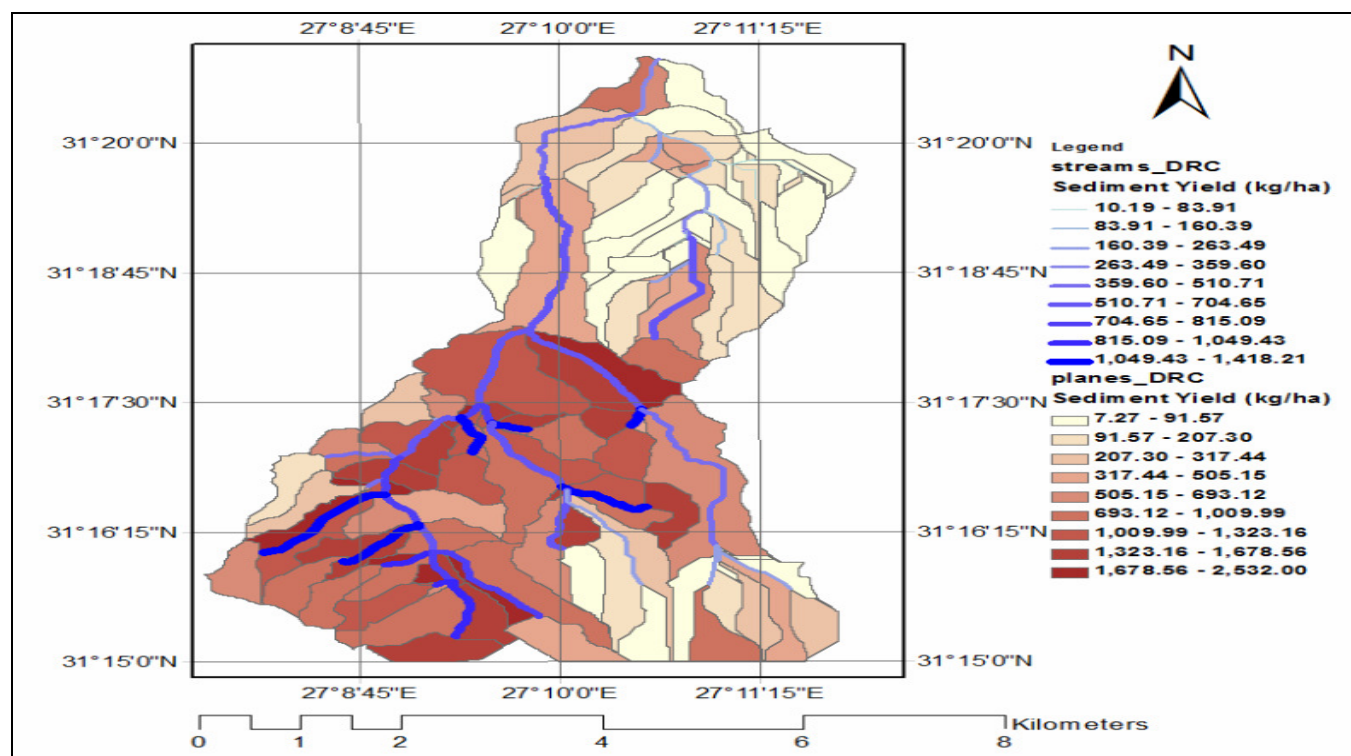 27°8'45"E 27°10'0"E 27°11'15"E
N
31°20'0"N 31°20'0"N
31°18'45"N 31°18'45"N
31°17'30"N 31°17'30"N
31°16'15"N 31°16'15"N
31°15'0"N 31°15'0"N
27°8'45"E 27°10'0"E 27°11'15"E
Legend
streams_DRC
Sediment Yield (kg/ha)
10.19 - 83.91
83.91 - 160.39
160.39 - 263.49
263.49 - 359.60
359.60 - 510.71
510.71 - 704.65
704.65 - 815.09
815.09 - 1,049.43
1,049.43 - 1,418.21
planes_DRC
Sediment Yield (kg/ha)
7.27 - 91.57
91.57 - 207.30
207.30 - 317.44
317.44 - 505.15
505.15 - 693.12
693.12 - 1,009.99
1,009.99 - 1,323.16
1,323.16 - 1,678.56
1,678.56 - 2,532.00
Kilometers
0 1 2 4 6 8